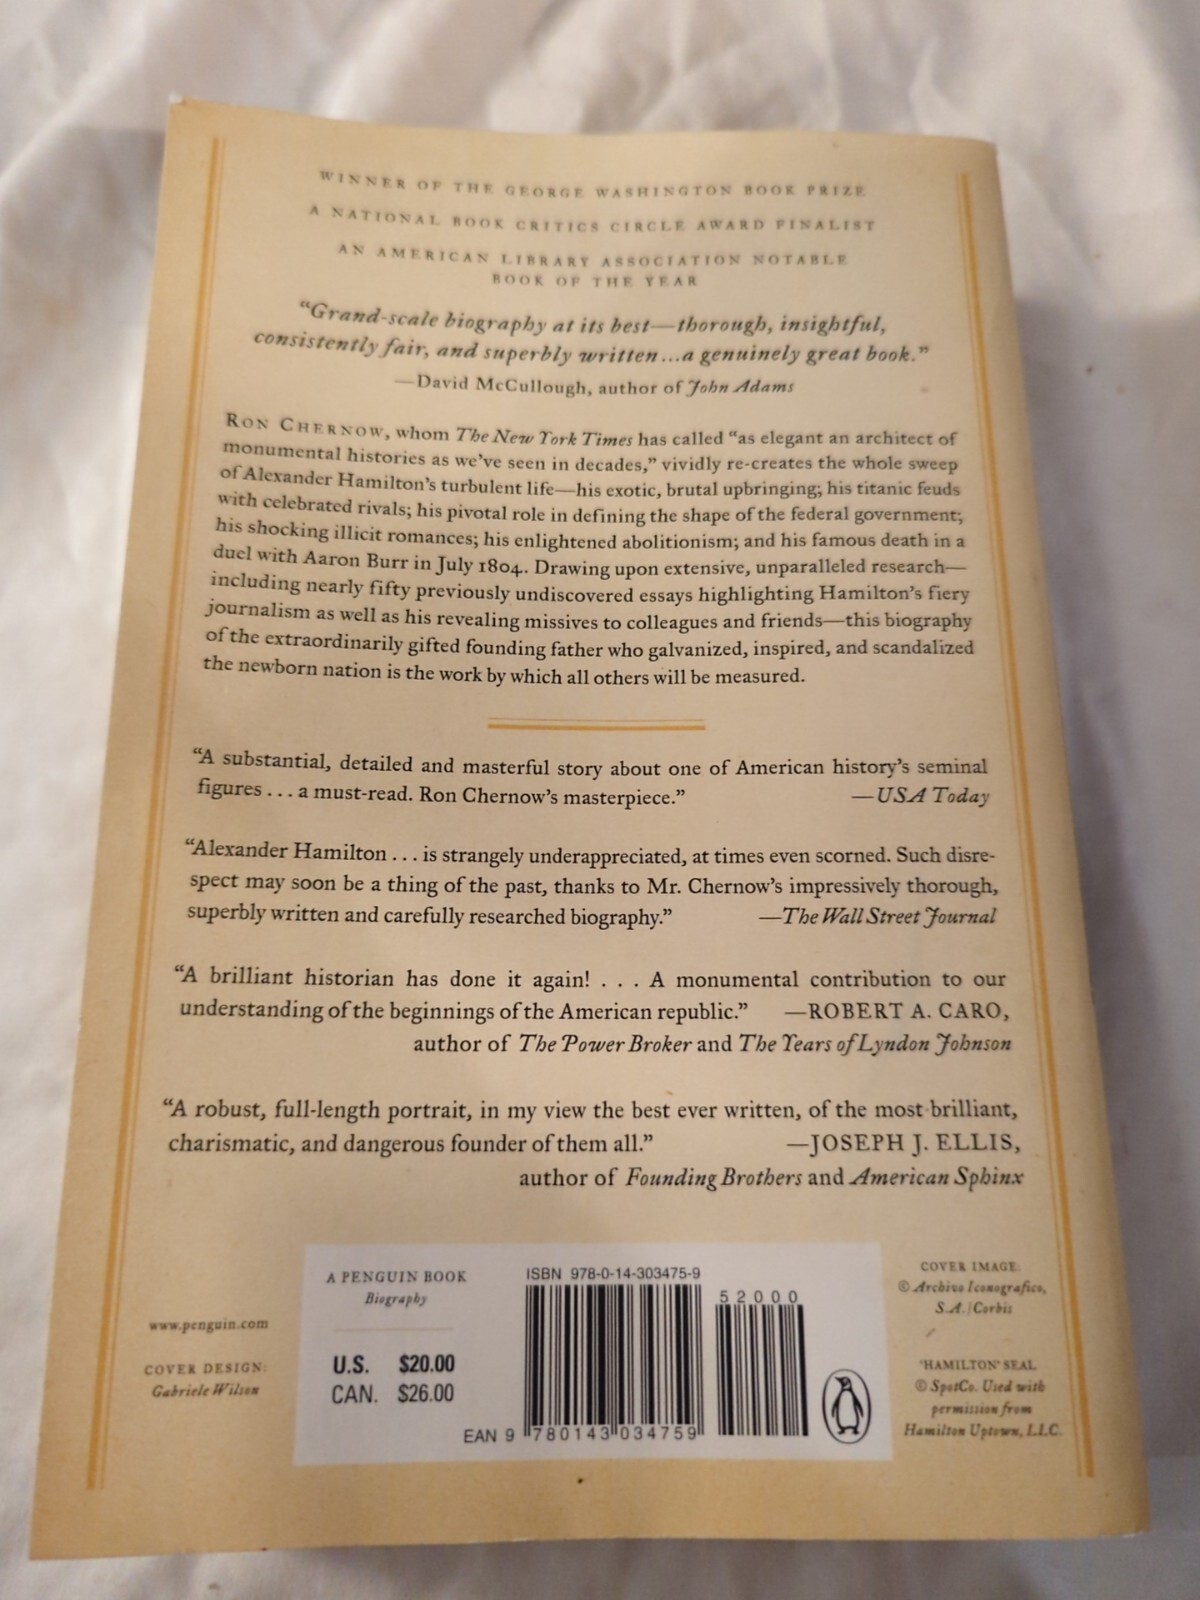 WINNER OF THE GEORGE WASHINGTON BOOK PRIZE
A NATIONAL BOOK CRITICS CIRCLE AWARD FINALIST
AN AMERICAN LIBRARY ASSOCIATION NOTABLE
BOOK OF THE YEAR
“Grand-scale biography at its best—thorough, insightful,
consistently fair, and superbly written...a genuinely great book.”
—David McCullough, author of John Adams
RON CHERNOW, whom The New York Times has called “as elegant an architect of
monumental histories as we’ve seen in decades,” vividly re-creates the whole sweep
of Alexander Hamilton’s turbulent life—his exotic, brutal upbringing; his titanic feuds
with celebrated rivals; his pivotal role in defining the shape of the federal government;
his shocking illicit romances; his enlightened abolitionism; and his famous death in a
duel with Aaron Burr in July 1804. Drawing upon extensive, unparalleled research—
including nearly fifty previously undiscovered essays highlighting Hamilton’s fiery
journalism as well as his revealing missives to colleagues and friends—this biography
of the extraordinarily gifted founding father who galvanized, inspired, and scandalized
the newborn nation is the work by which all others will be measured.
“A substantial, detailed and masterful story about one of American history’s seminal
figures . . . a must-read. Ron Chernow’s masterpiece.” —USA Today
“Alexander Hamilton . . . is strangely underappreciated, at times even scorned. Such disre-
spect may soon be a thing of the past, thanks to Mr. Chernow’s impressively thorough,
superbly written and carefully researched biography.” —The Wall Street Journal
“A brilliant historian has done it again! . . . A monumental contribution to our
understanding of the beginnings of the American republic.” —ROBERT A. CARO,
author of The Power Broker and The Years of Lyndon Johnson
“A robust, full-length portrait, in my view the best ever written, of the most brilliant,
charismatic, and dangerous founder of them all.” —JOSEPH J. ELLIS,
author of Founding Brothers and American Sphinx
www.penguin.com
COVER DESIGN:
Gabriele Wilson
A PENGUIN BOOK
Biography
U.S. $20.00
CAN. $26.00
ISBN 978-0-14-303475-9
52000
EAN 9 780143 034759
COVER IMAGE:
© Archivo Iconografico,
S.A./Corbis
"HAMILTON" SEAL
© SpotCo. Used with
permission from
Hamilton Uptown, LLC.